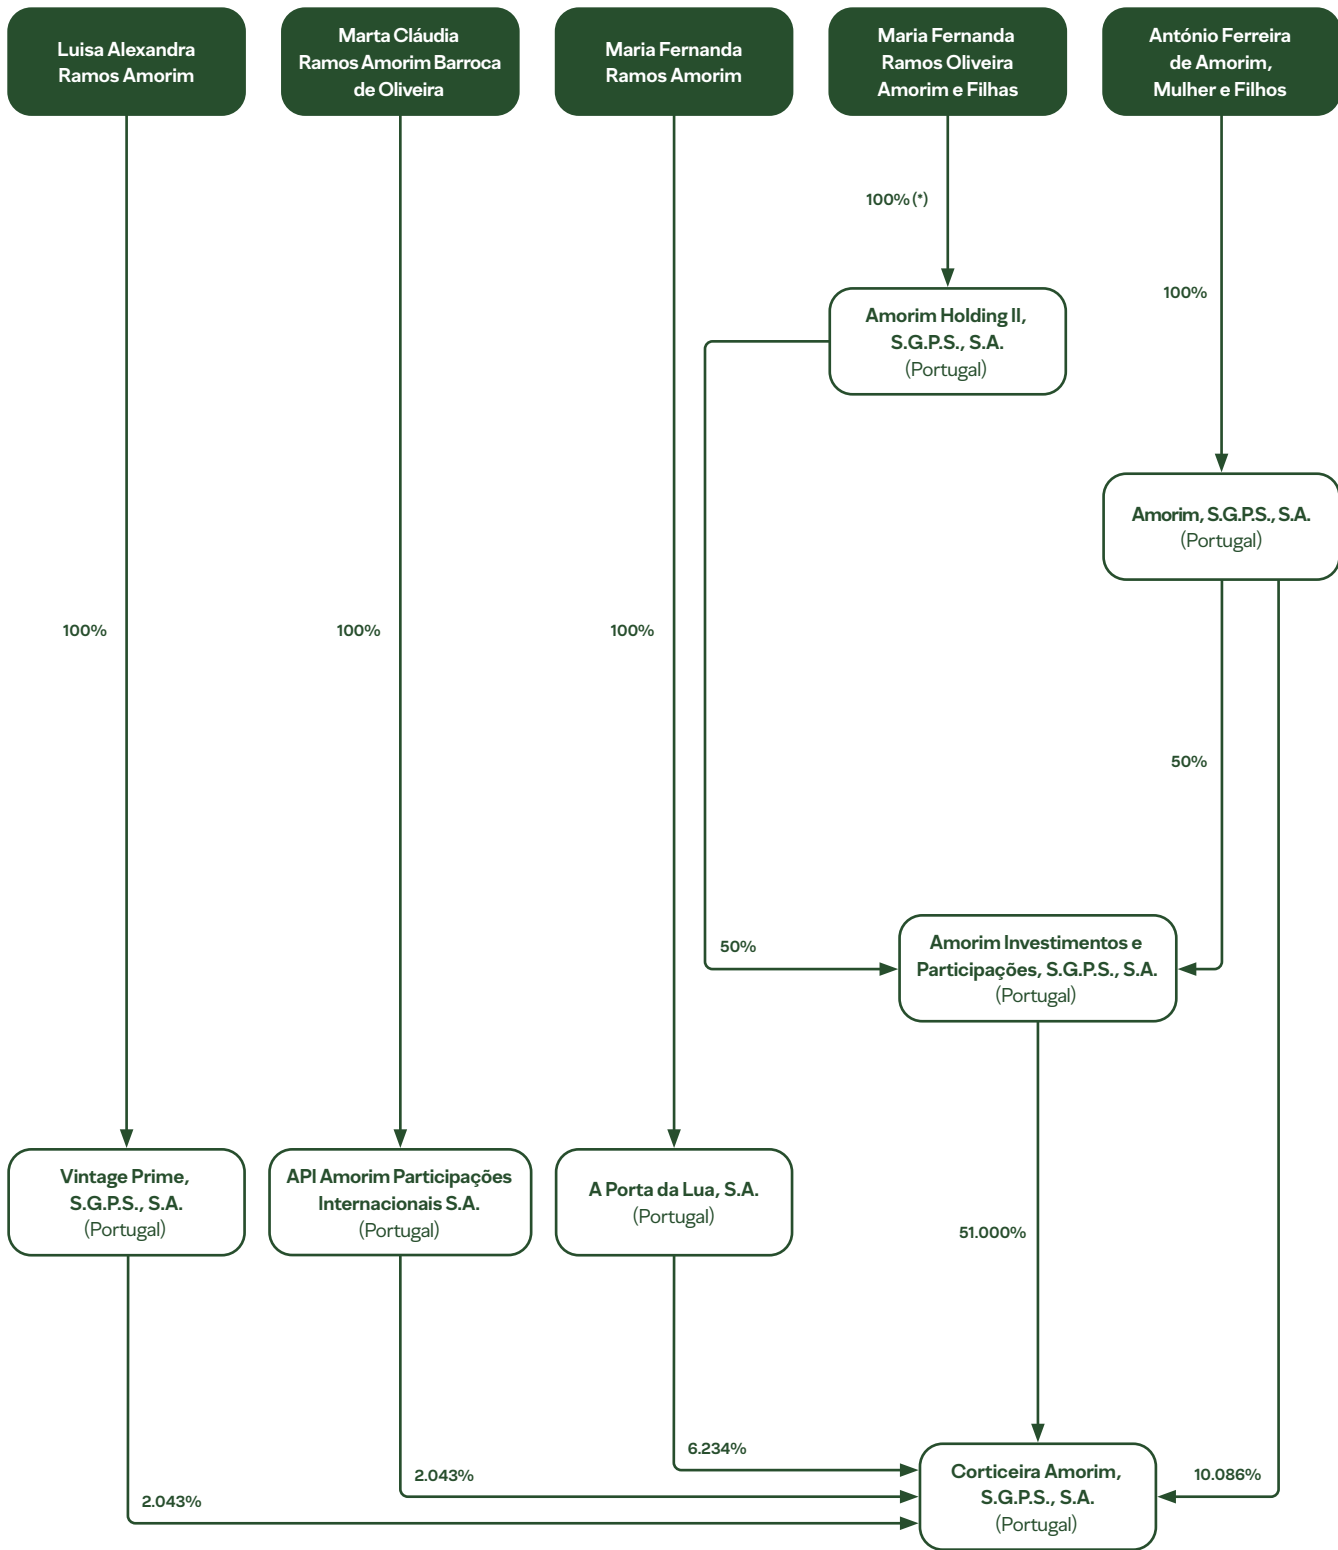 Luisa Alexandra
Ramos Amorim
Marta Cláudia
Ramos Amorim Barroca
de Oliveira
Maria Fernanda
Ramos Amorim
Maria Fernanda
Ramos Oliveira
Amorim e Filhas
António Ferreira
de Amorim,
Mulher e Filhos
100% (*)
100%
Amorim Holding II,
S.G.P.S., S.A.
(Portugal)
Amorim, S.G.P.S., S.A.
(Portugal)
100%
100%
100%
50%
50%
Amorim Investimentos e
Participações, S.G.P.S., S.A.
(Portugal)
Vintage Prime,
S.G.P.S., S.A.
(Portugal)
API Amorim Participações
Internacionais S.A.
(Portugal)
A Porta da Lua, S.A.
(Portugal)
51.000%
6.234%
2.043%
2.043%
Corticeira Amorim,
S.G.P.S., S.A.
(Portugal)
10.086%